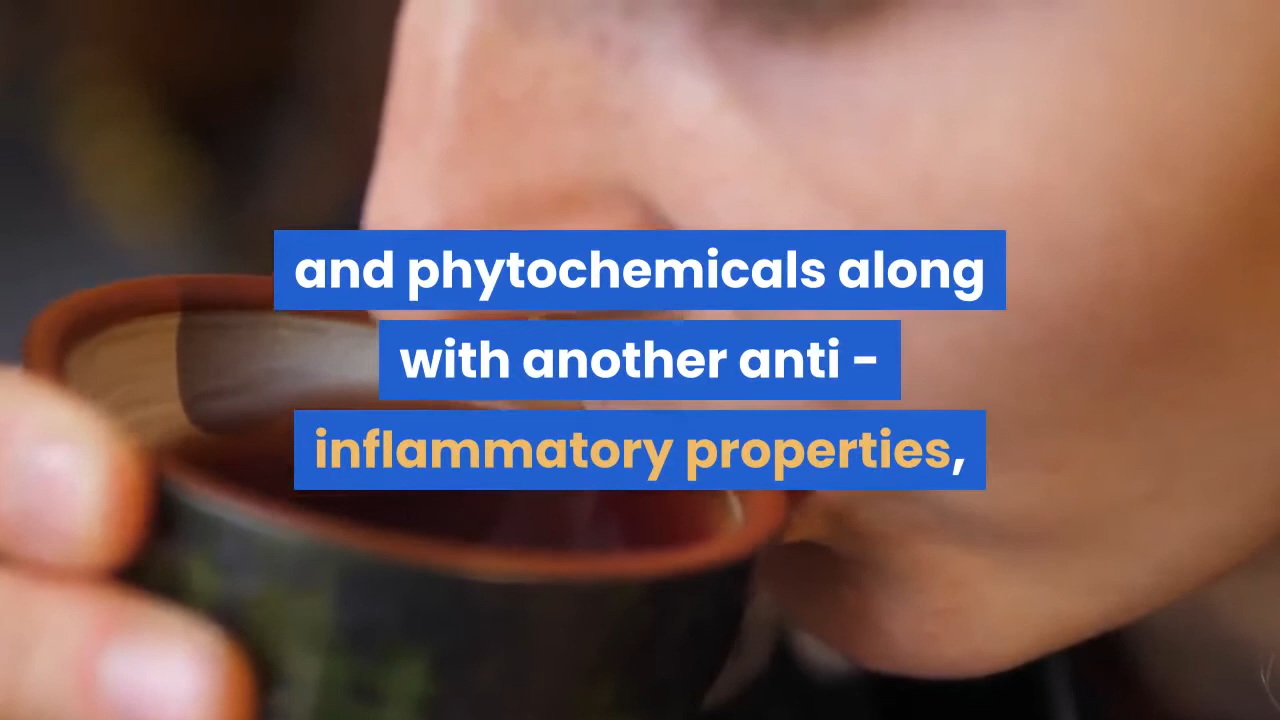 and phytochemicals along
with another anti -
inflammatory properties,